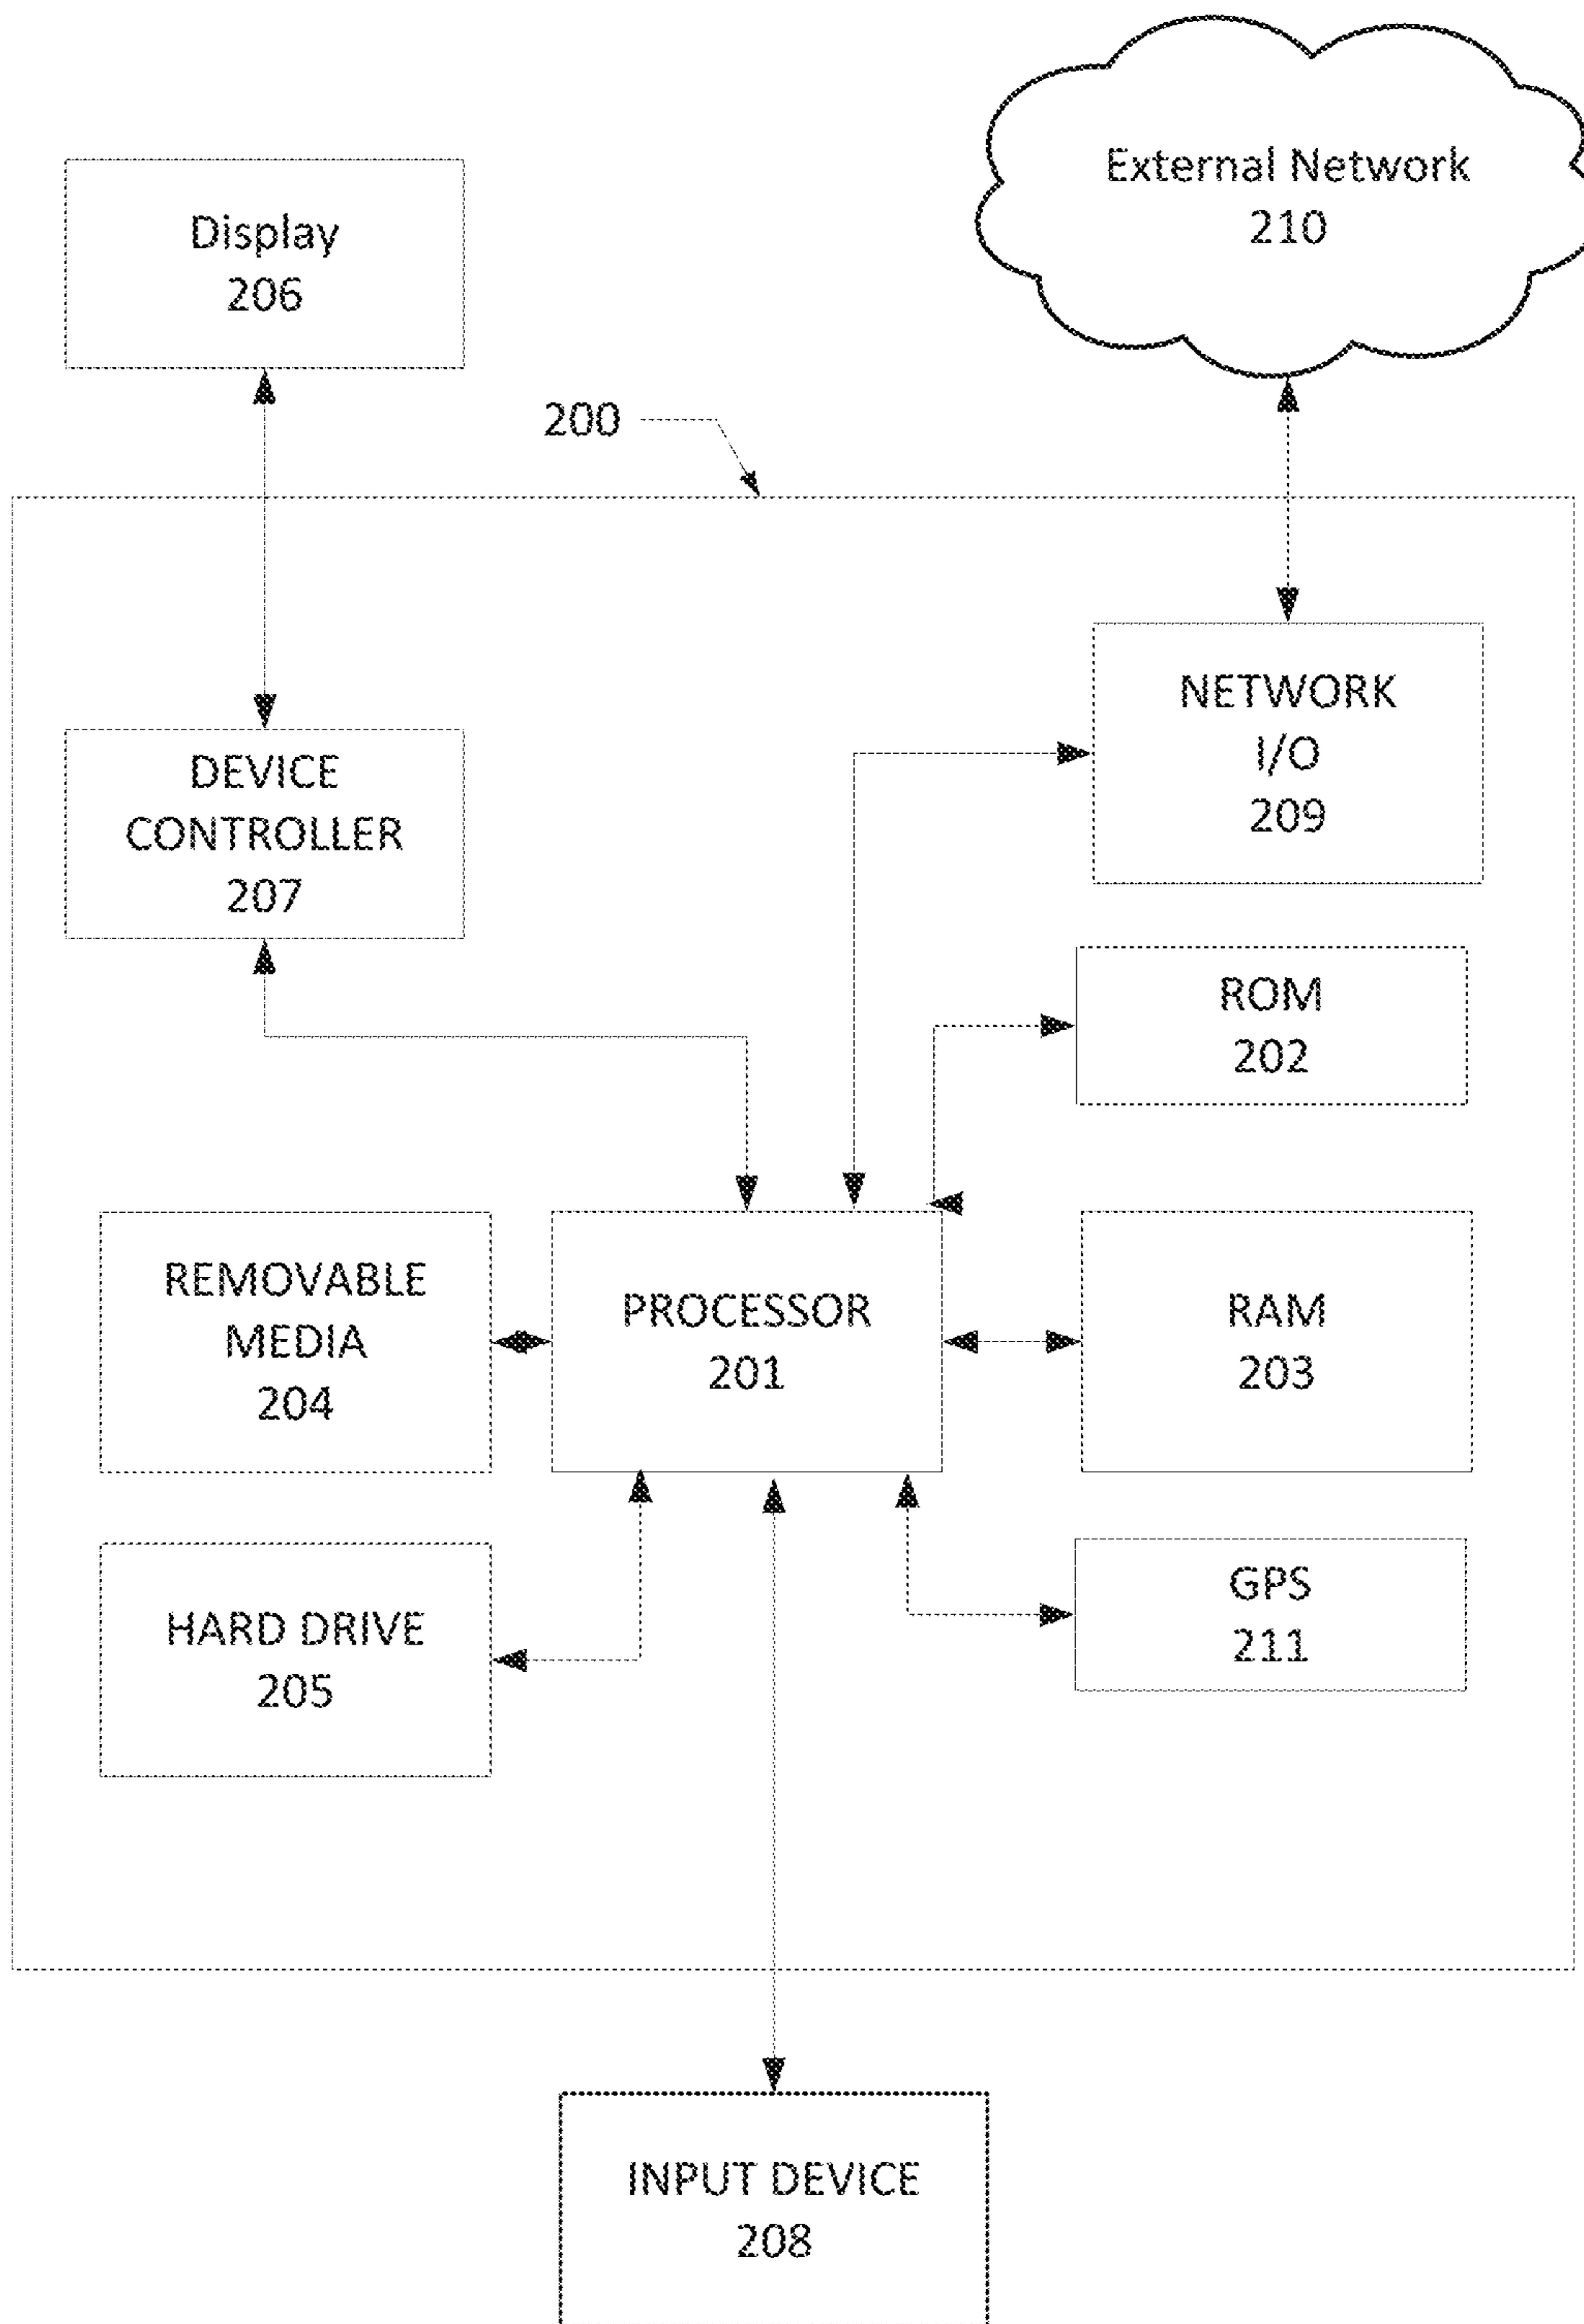 External Network
210
Display
206
200
NETWORK
I/O
209
DEVICE
CONTROLLER
207
ROM
202
REMOVABLE
MEDIA
204
PROCESSOR
201
RAM
203
HARD DRIVE
205
GPS
211
INPUT DEVICE
208